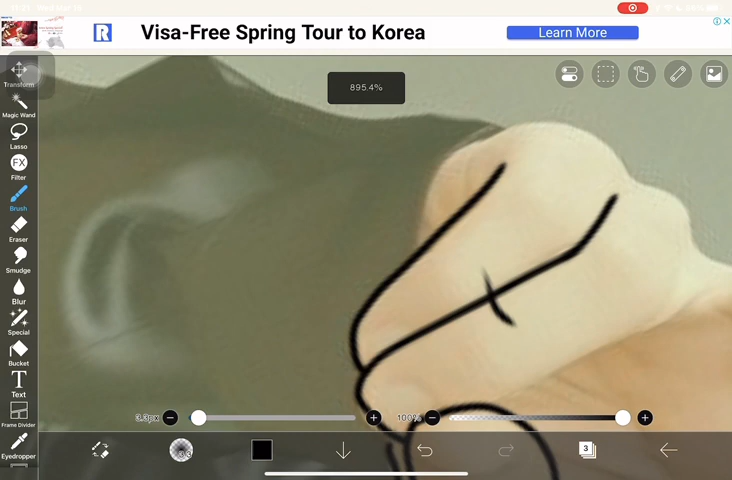 Visa-Free Spring Tour to Korea
Learn More
Transform
895.4%
Magic Wand
Lasso
FX
Filter
Brush
Eraser
Smudge
Blur
Special
Bucket
T
Text
3.3px
100%
Frame Divider
Eyedropper
3